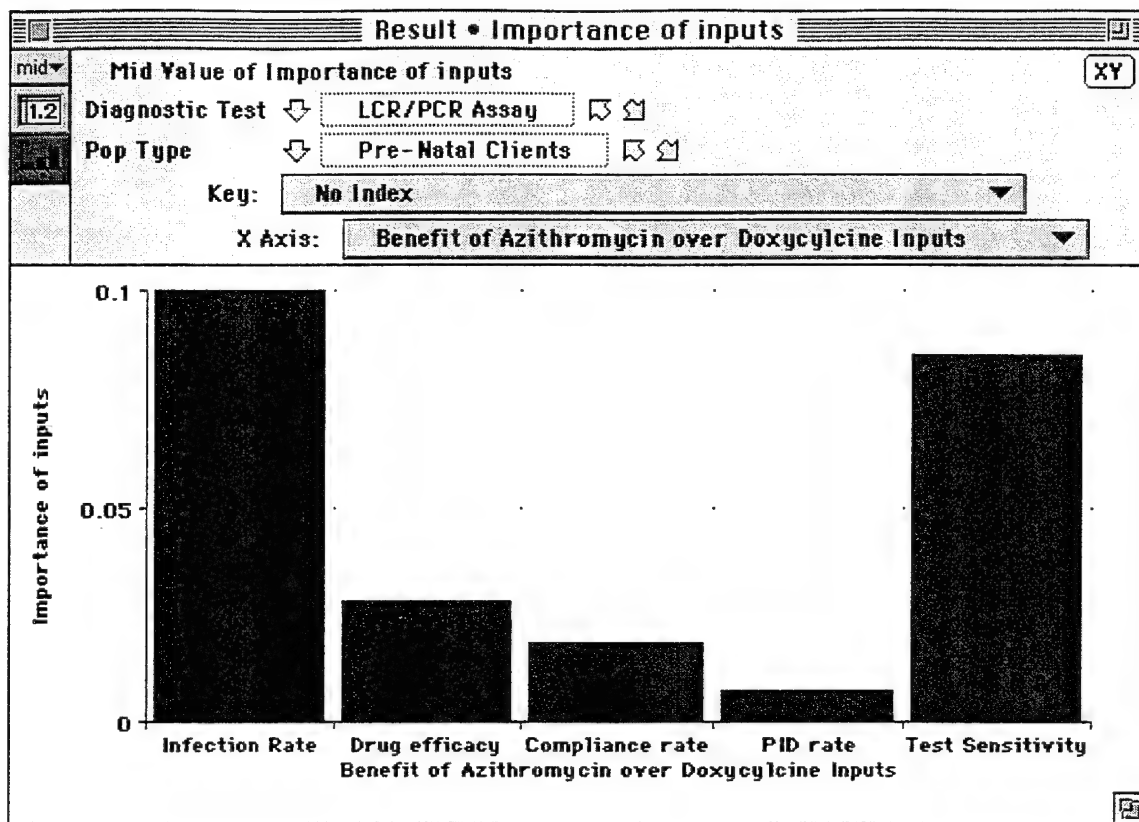 Result • Importance of inputs
mid
Mid Value of Importance of inputs
XY
1.2
Diagnostic Test LCR/PCR Assay
Pop Type Pre-Natal Clients
Key: No Index
X Axis: Benefit of Azithromycin over Doxycylcine Inputs
0.1
0.05
0
Importance of inputs
Infection Rate Drug efficacy Compliance rate PID rate Test Sensitivity
Benefit of Azithromycin over Doxycylcine Inputs